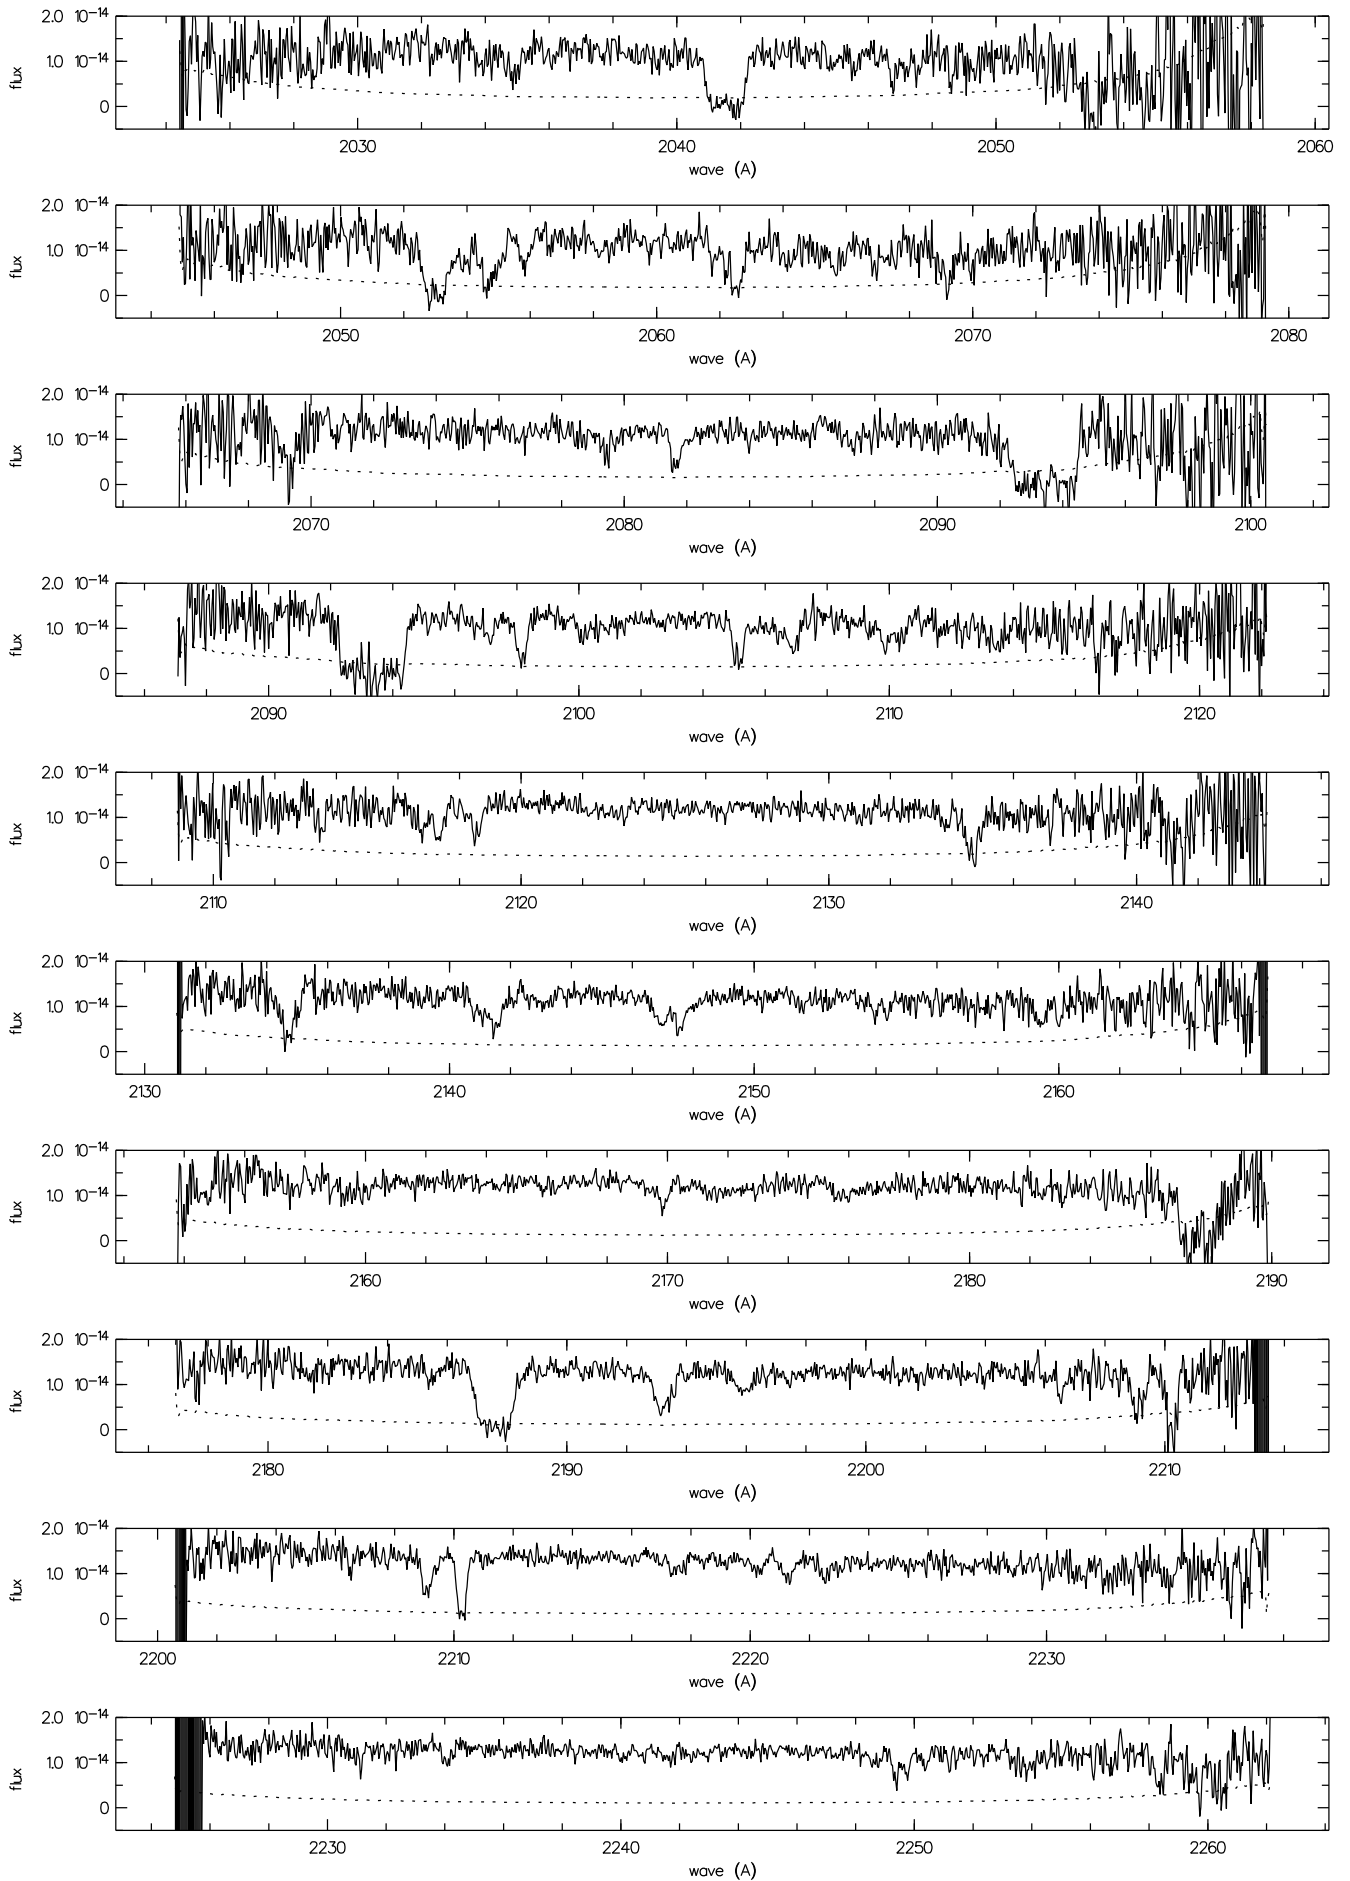 2.0 10−14
1.0 10−14
0
flux
2030 2040 2050 2060
wave (A)
2.0 10−14
1.0 10−14
0
flux
2050 2060 2070 2080
wave (A)
2.0 10−14
1.0 10−14
0
flux
2070 2080 2090 2100
wave (A)
2.0 10−14
1.0 10−14
0
flux
2090 2100 2110 2120
wave (A)
2.0 10−14
1.0 10−14
0
flux
2110 2120 2130 2140
wave (A)
2.0 10−14
1.0 10−14
0
flux
2130 2140 2150 2160
wave (A)
2.0 10−14
1.0 10−14
0
flux
2160 2170 2180 2190
wave (A)
2.0 10−14
1.0 10−14
0
flux
2180 2190 2200 2210
wave (A)
2.0 10−14
1.0 10−14
0
flux
2200 2210 2220 2230
wave (A)
2.0 10−14
1.0 10−14
0
flux
2230 2240 2250 2260
wave (A)